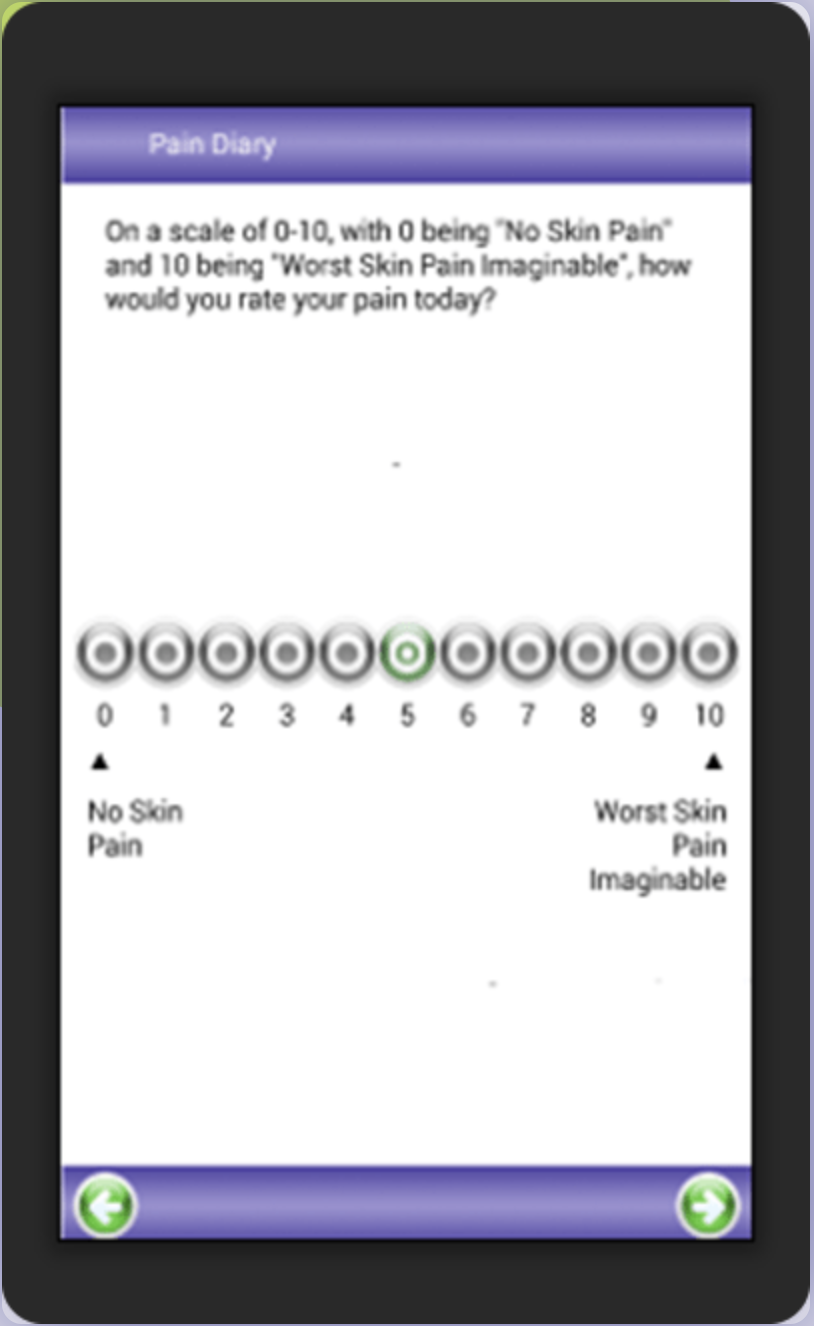 Pain Diary
On a scale of 0-10, with 0 being "No Skin Pain"
and 10 being "Worst Skin Pain Imaginable", how
would you rate your pain today?
0 1 2 3 4 5 6 7 8 9 10
No Skin
Pain
Worst Skin
Pain
Imaginable